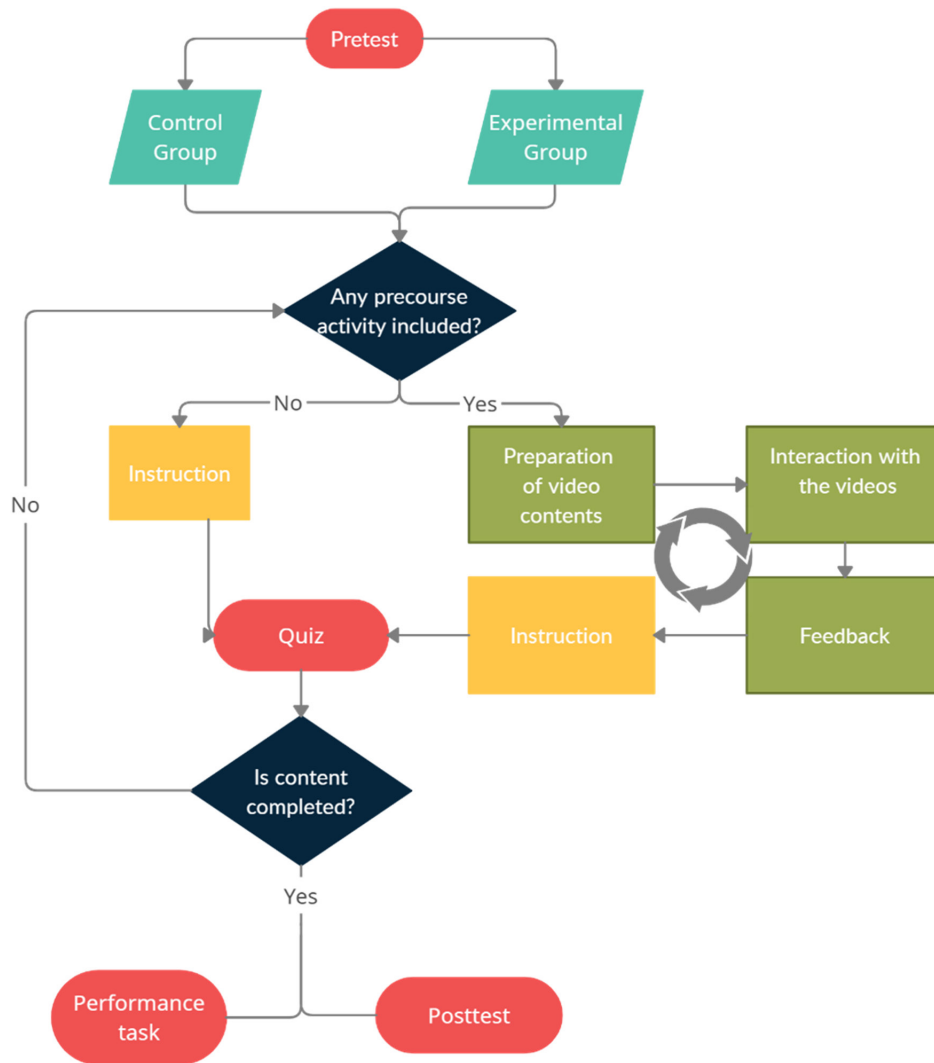 Pretest
Control
Group
Experimental
Group
Any precourse
activity included?
No
Yes
Instruction
Preparation
of video
contents
Interaction with
the videos
No
Quiz
Instruction
Feedback
Is content
completed?
Yes
Performance
task
Posttest